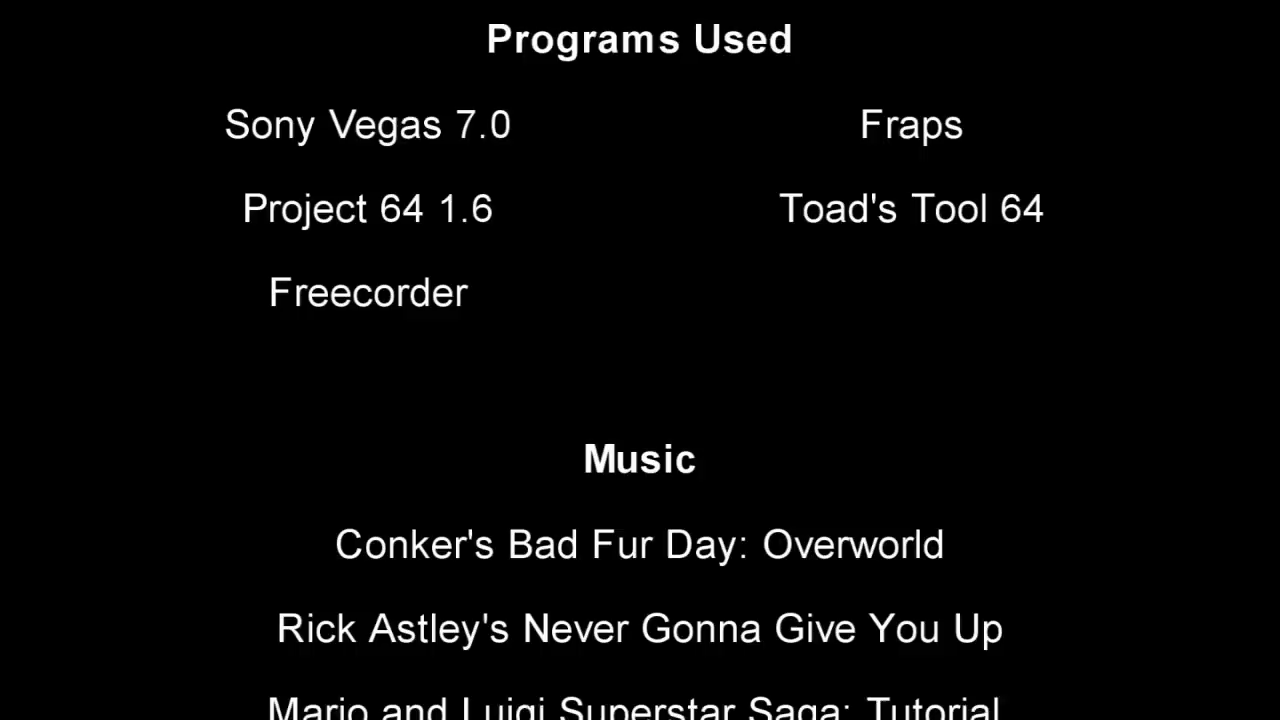 Programs Used
Sony Vegas 7.0 Fraps
Project 64 1.6 Toad's Tool 64
Freecorder
Music
Conker's Bad Fur Day: Overworld
Rick Astley's Never Gonna Give You Up
Mario and Luigi Superstar Saga: Tutorial